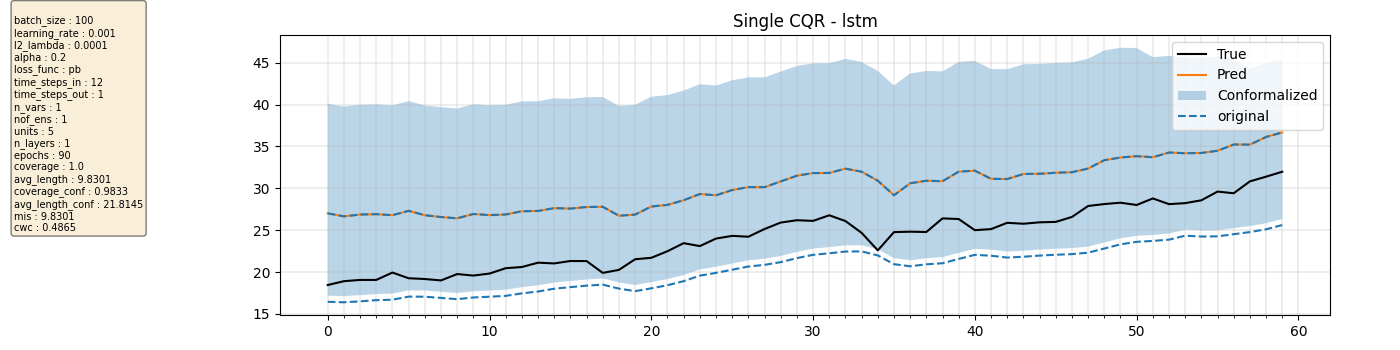 batch_size : 100
learning_rate : 0.001
l2_lambda : 0.0001
alpha : 0.2
loss_func : pb
time_steps_in : 12
time_steps_out : 1
n_vars : 1
nof_ens : 1
units : 5
n_layers : 1
epochs : 90
coverage : 1.0
avg_length : 9.8301
coverage_conf : 0.9833
avg_length_conf : 21.8145
mis : 9.8301
cwc : 0.4865
Single CQR - lstm
True
Pred
Conformalized
original
45
40
35
30
25
20
15
0 10 20 30 40 50 60